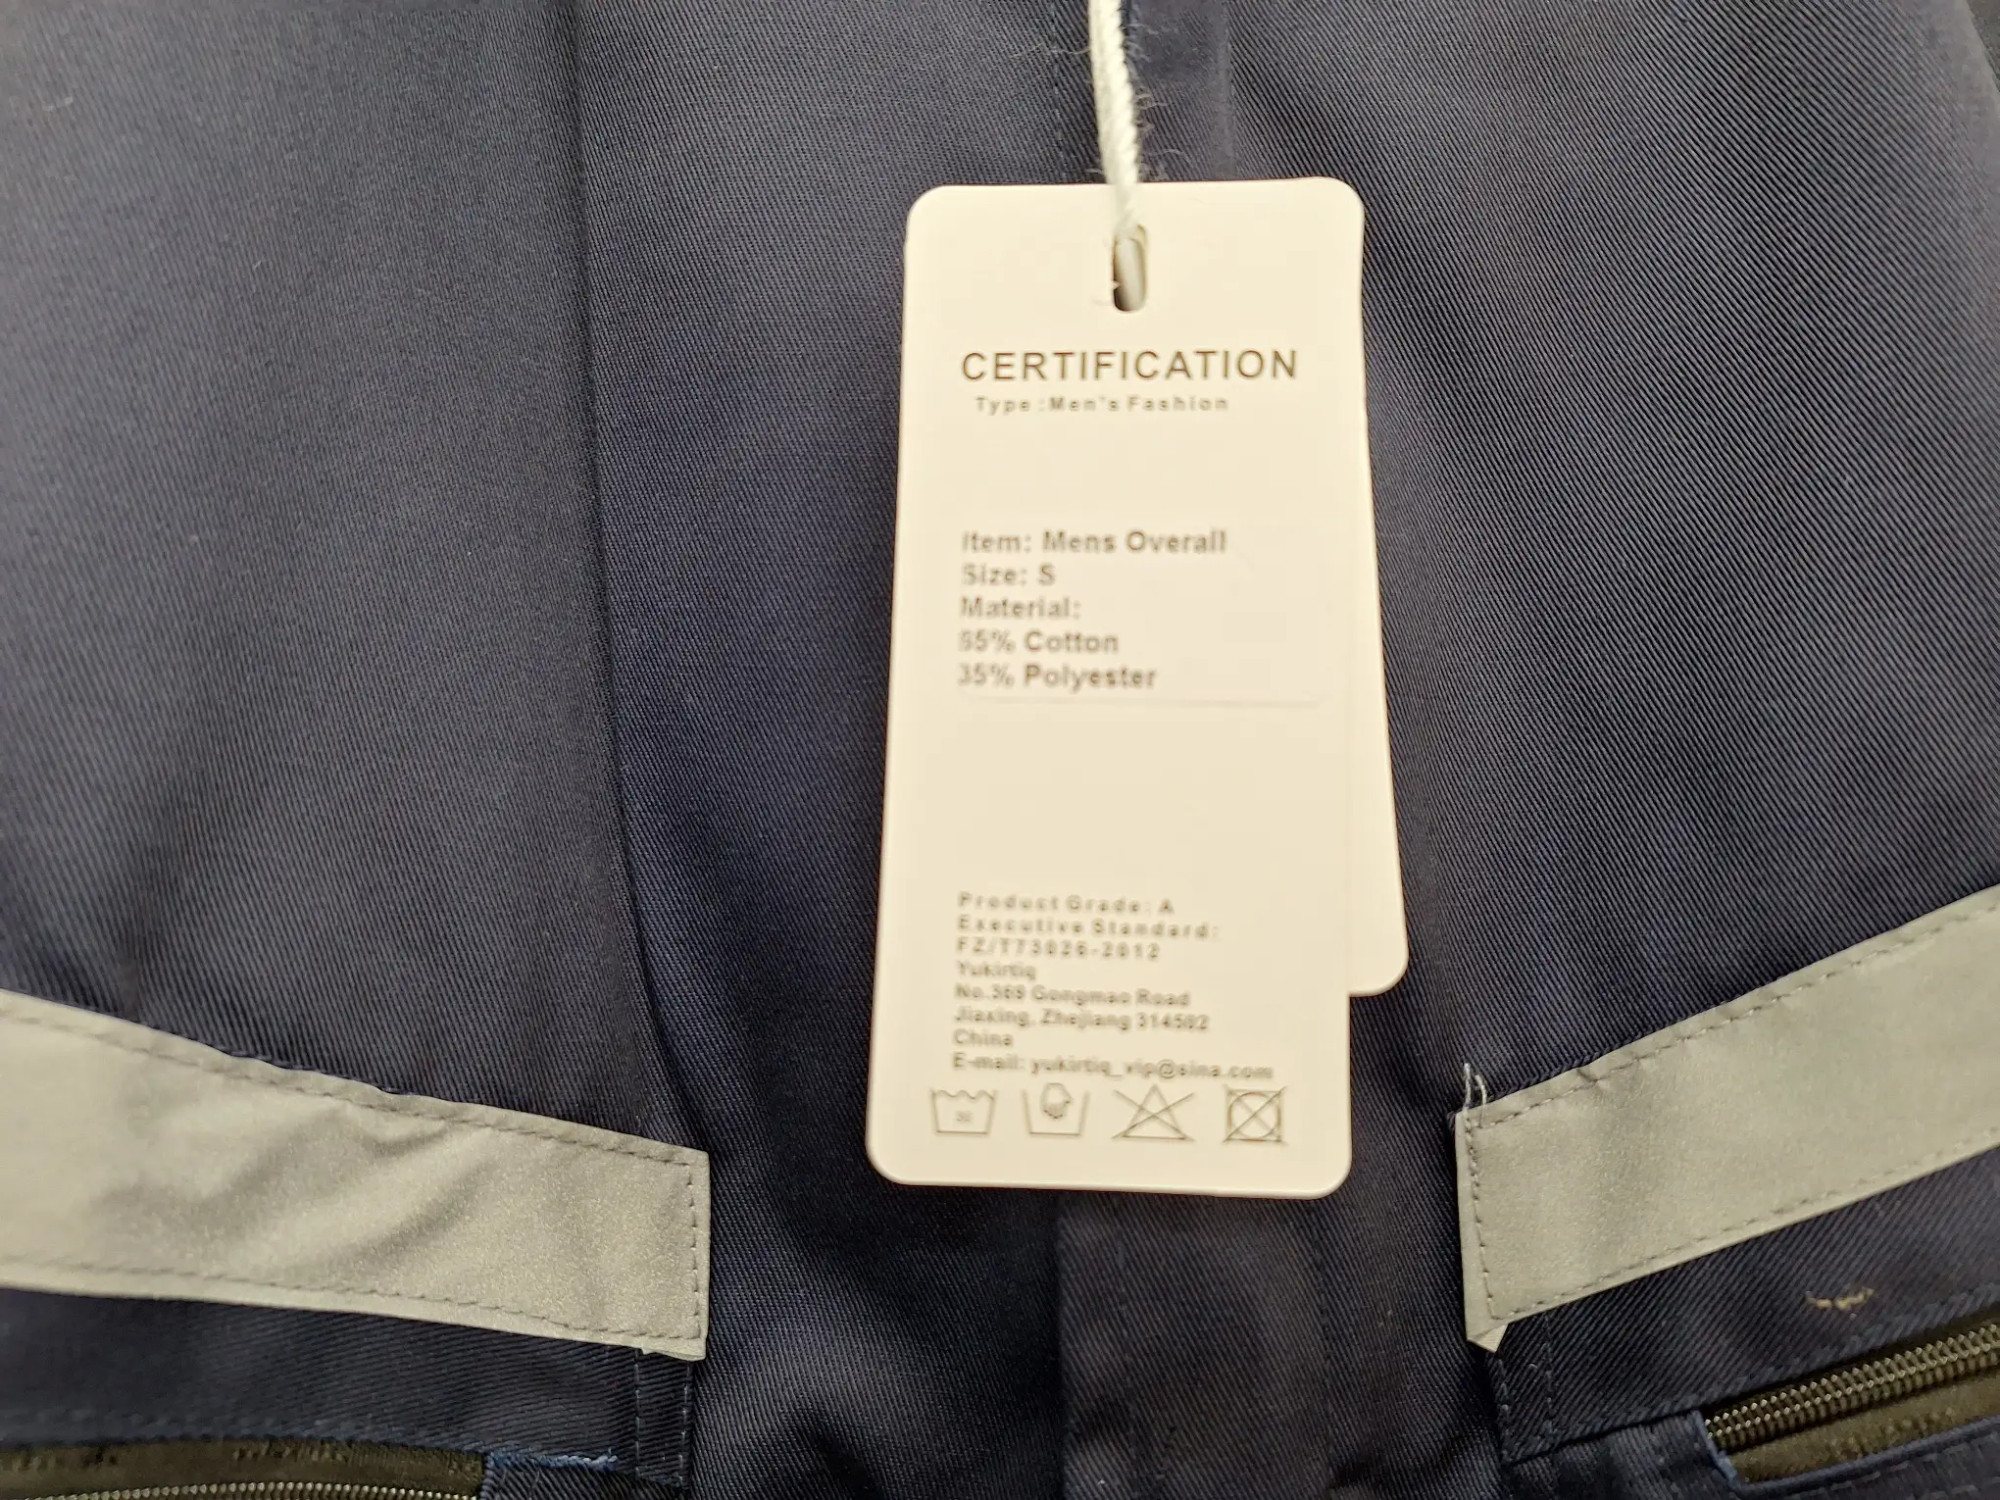 CERTIFICATION
Type :Men's Fashion
Item: Mens Overall
Size: S
Material:
65% Cotton
35% Polyester
Product Grade: A
Executive Standard:
FZ/T73026-2012
Yukirtiq
No.369 Gongmao Road
Jiaxing, Zhejiang 314502
China
E-mail: yukirtiq_vip@sina.com
30